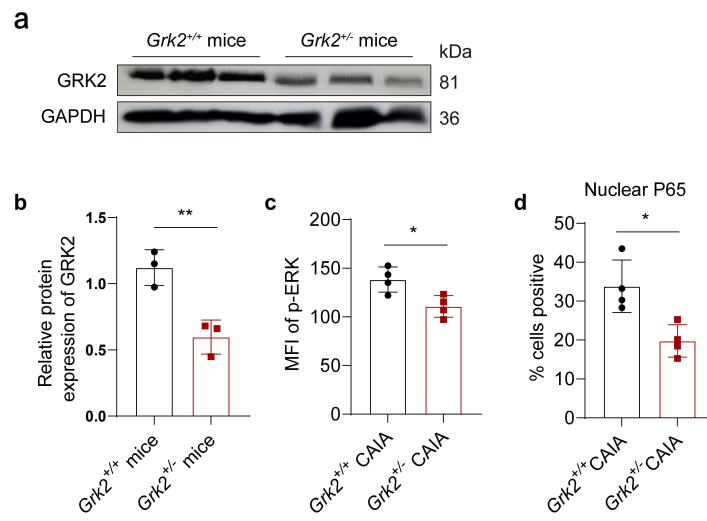 a
Grk2+/+ mice Grk2+/- mice
kDa
GRK2 81
GAPDH 36
b
Relative protein
expression of GRK2
1.5
1.0
0.5
0.0
**
Grk2+/+ mice
Grk2+/- mice
c
MFI of p-ERK
200
150
100
50
0
*
Grk2+/+ CAIA
Grk2+/- CAIA
d
Nuclear P65
% cells positive
50
40
30
20
10
0
*
Grk2+/+ CAIA
Grk2+/- CAIA